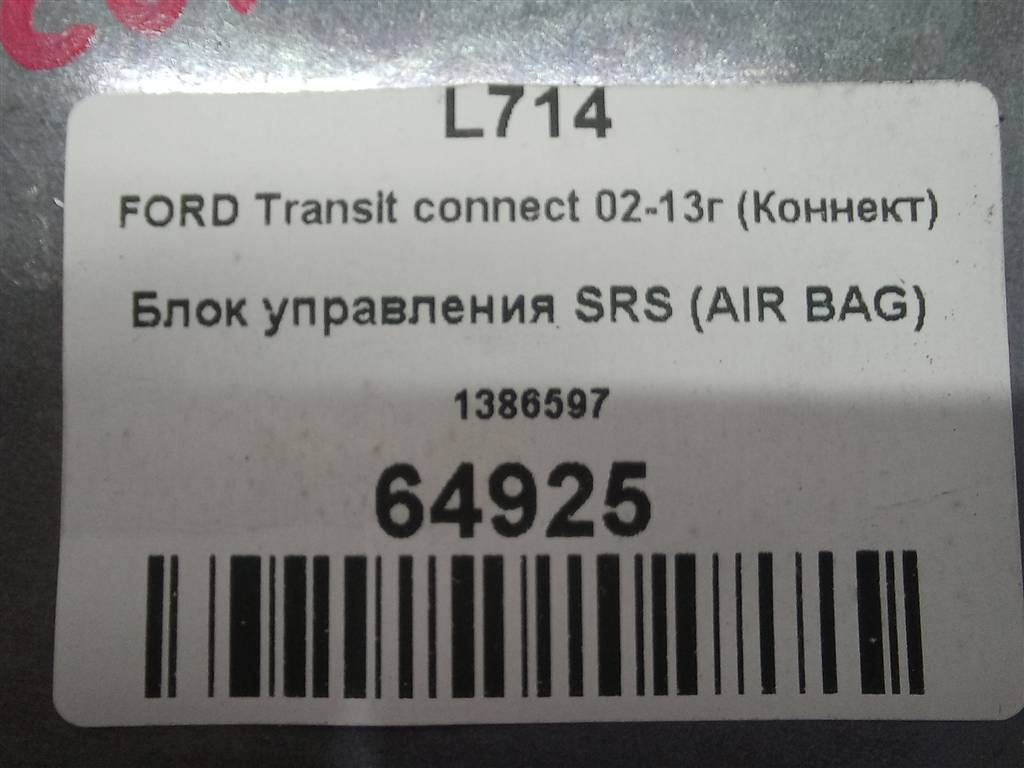 L714
FORD Transit connect 02-13г (Коннект)
Блок управления SRS (AIR BAG)
1386597
64925